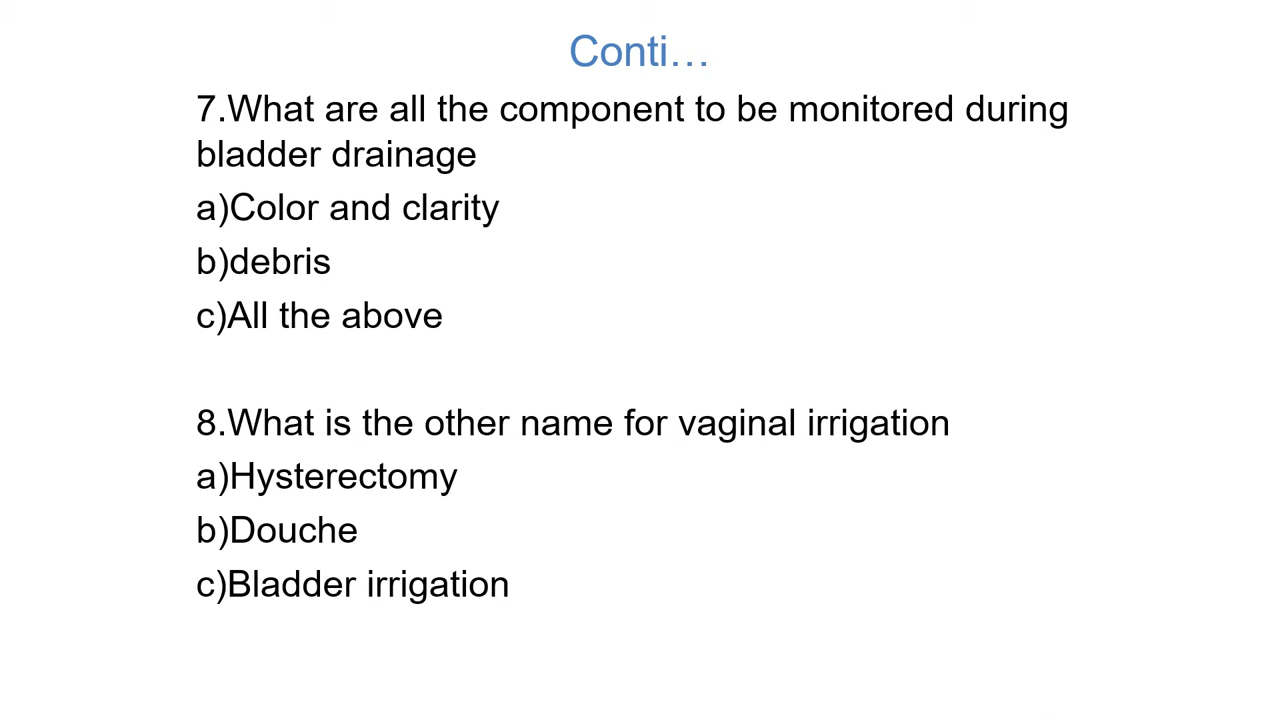 Conti…
7.What are all the component to be monitored during
bladder drainage
a)Color and clarity
b)debris
c)All the above
8.What is the other name for vaginal irrigation
a)Hysterectomy
b)Douche
c)Bladder irrigation